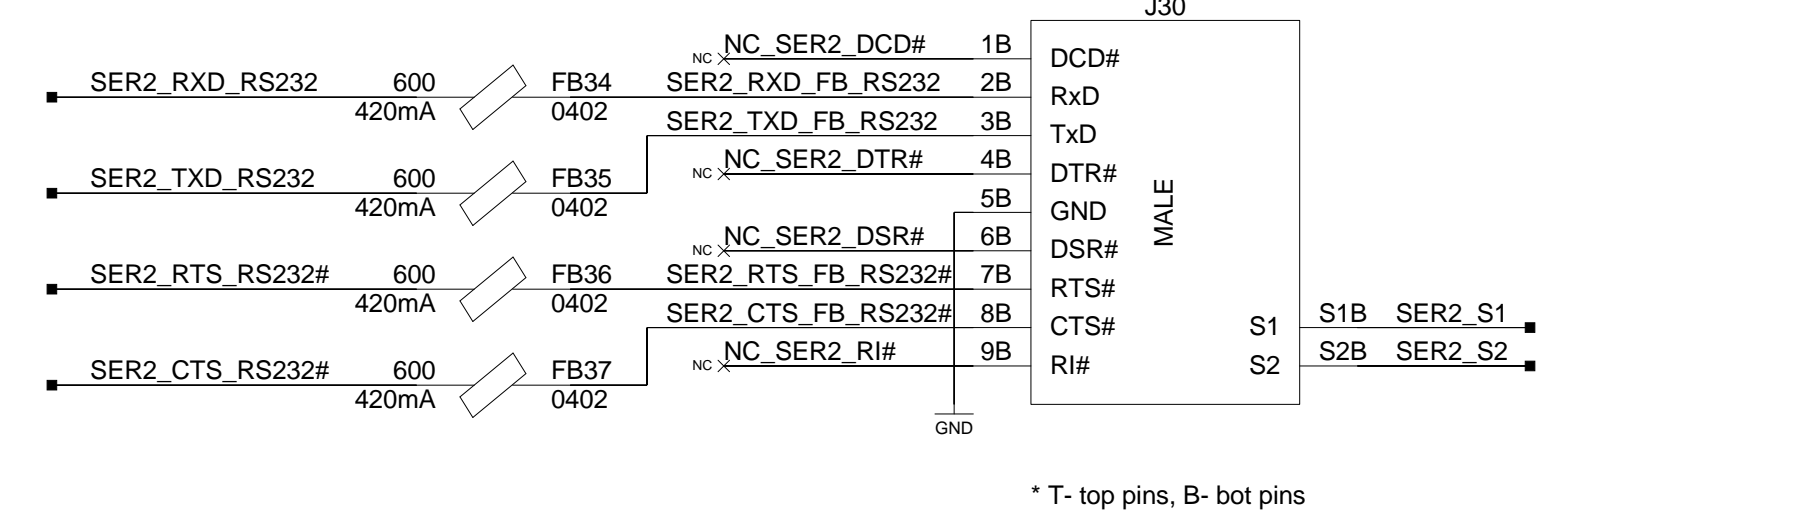 J30
NC NC_SER2_DCD# 1B DCD#
SER2_RXD_RS232 600 FB34 SER2_RXD_FB_RS232 2B RxD
420mA 0402
SER2_TXD_FB_RS232 3B TxD
NC NC_SER2_DTR# 4B DTR#
SER2_TXD_RS232 600 FB35
420mA 0402
5B GND
MALE
NC NC_SER2_DSR# 6B DSR#
SER2_RTS_RS232# 600 FB36 SER2_RTS_FB_RS232# 7B RTS#
420mA 0402
SER2_CTS_FB_RS232# 8B CTS# S1 S1B SER2_S1
NC NC_SER2_RI# 9B RI# S2 S2B SER2_S2
SER2_CTS_RS232# 600 FB37
420mA 0402
GND
* T- top pins, B- bot pins